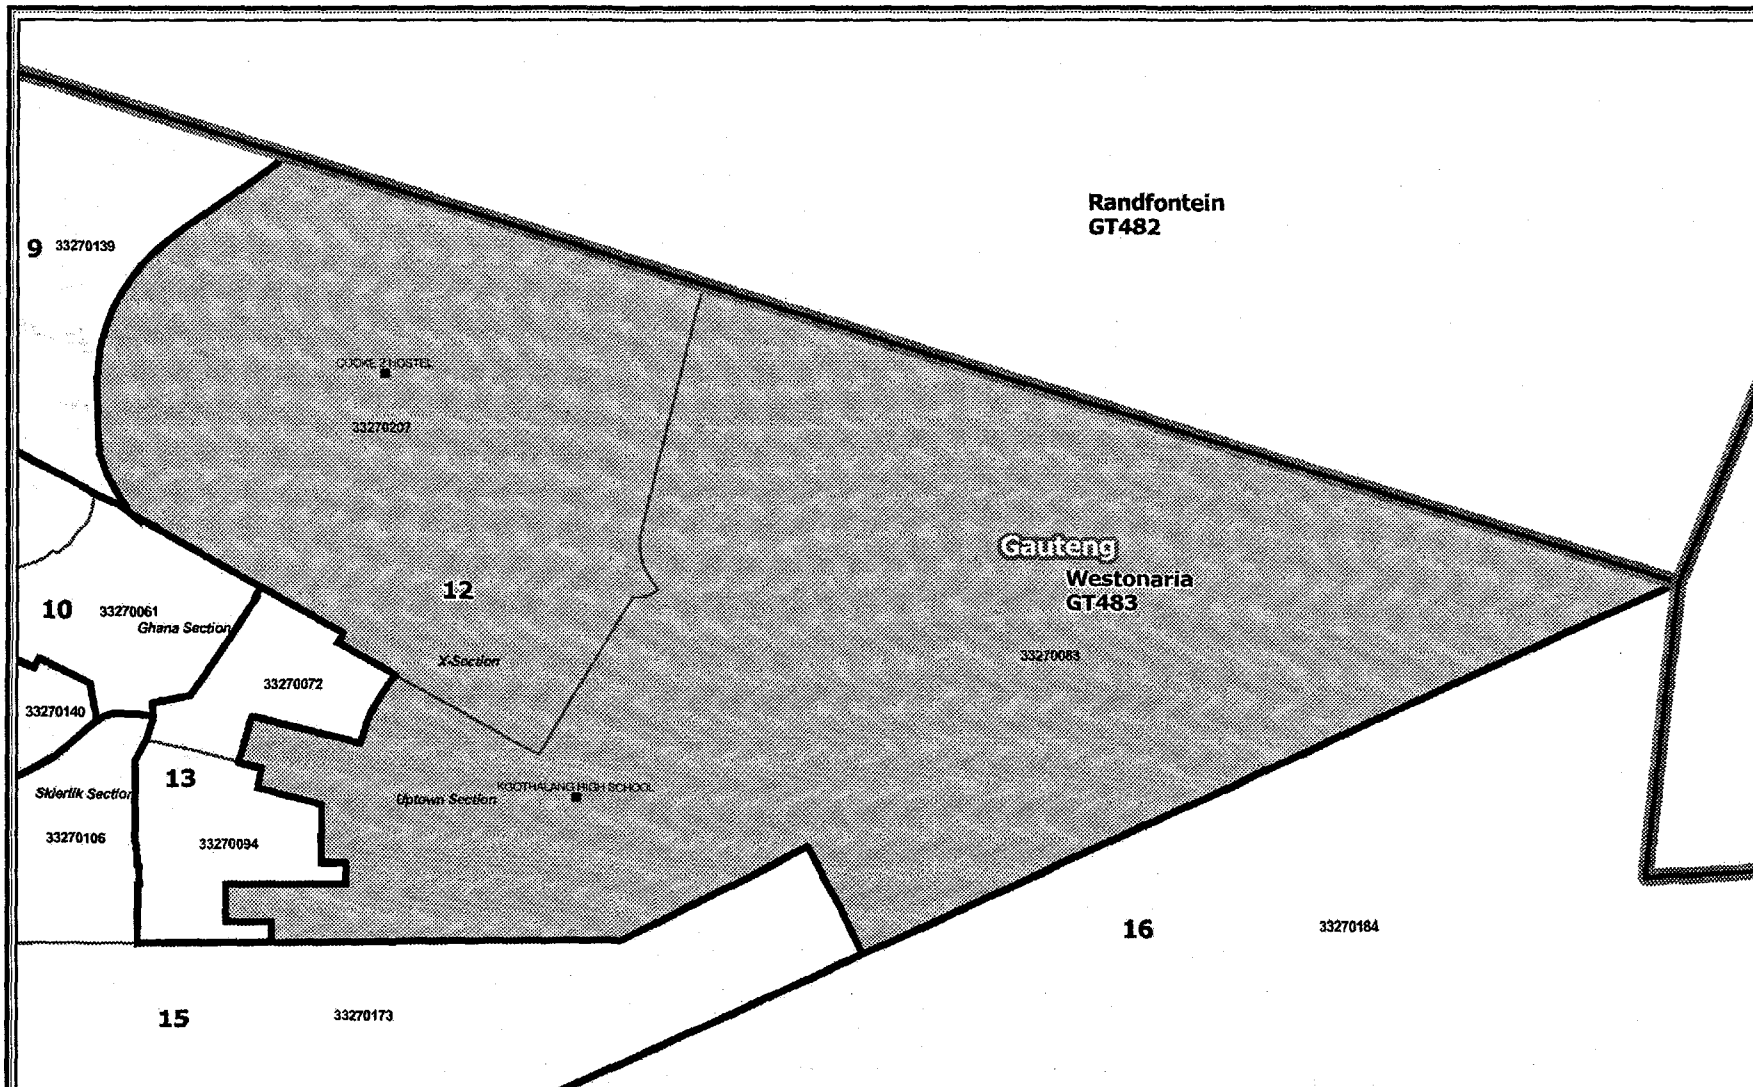 Randfontein
GT482
9
33270139
COOKE 2 HOSTEL
33270207
Gauteng
Westonaria
GT483
12
10
33270061
Ghana Section
X-Section
33270083
33270072
33270140
13
Skierlik Section
Uptown Section
KGOTHALANG HIGH SCHOOL
33270106
33270094
16
33270184
15
33270173